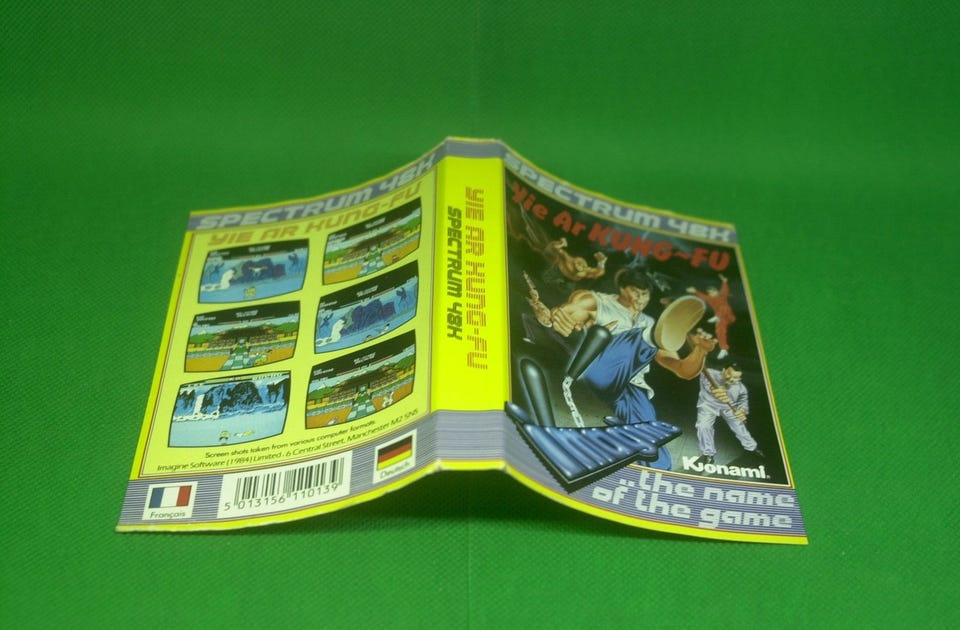 SPECTRUM 48K
YIE AR KUNG-FU
Screen shots taken from various computer formats.
Imagine Software (1984) Limited · 6 Central Street, Manchester M2 5NS
Français
5 013156 110139
Deutsch
YIE AR KUNG-FU
SPECTRUM 48K
SPECTRUM 48K
Yie Ar KUNG-FU
Konami
...the name
of the game